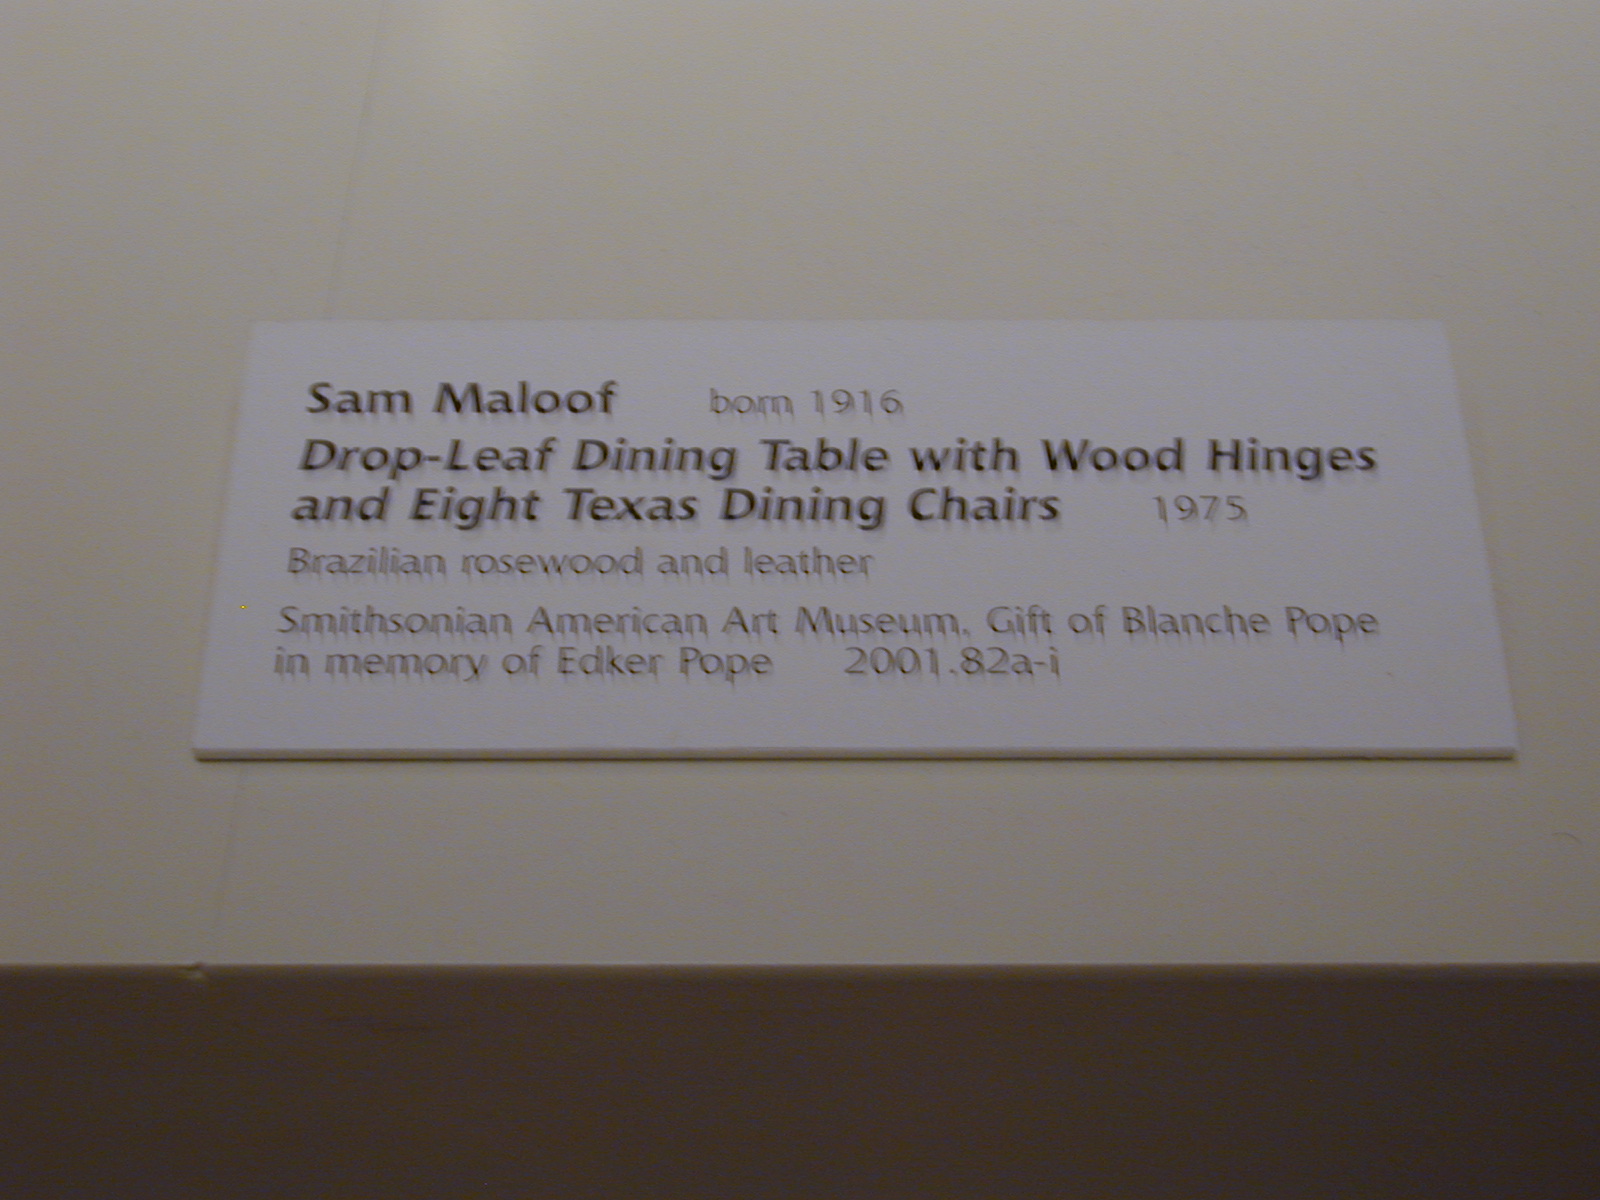 Sam Maloof born 1916
Drop-Leaf Dining Table with Wood Hinges
and Eight Texas Dining Chairs 1975
Brazilian rosewood and leather
Smithsonian American Art Museum, Gift of Blanche Pope
in memory of Edker Pope 2001.82a-i